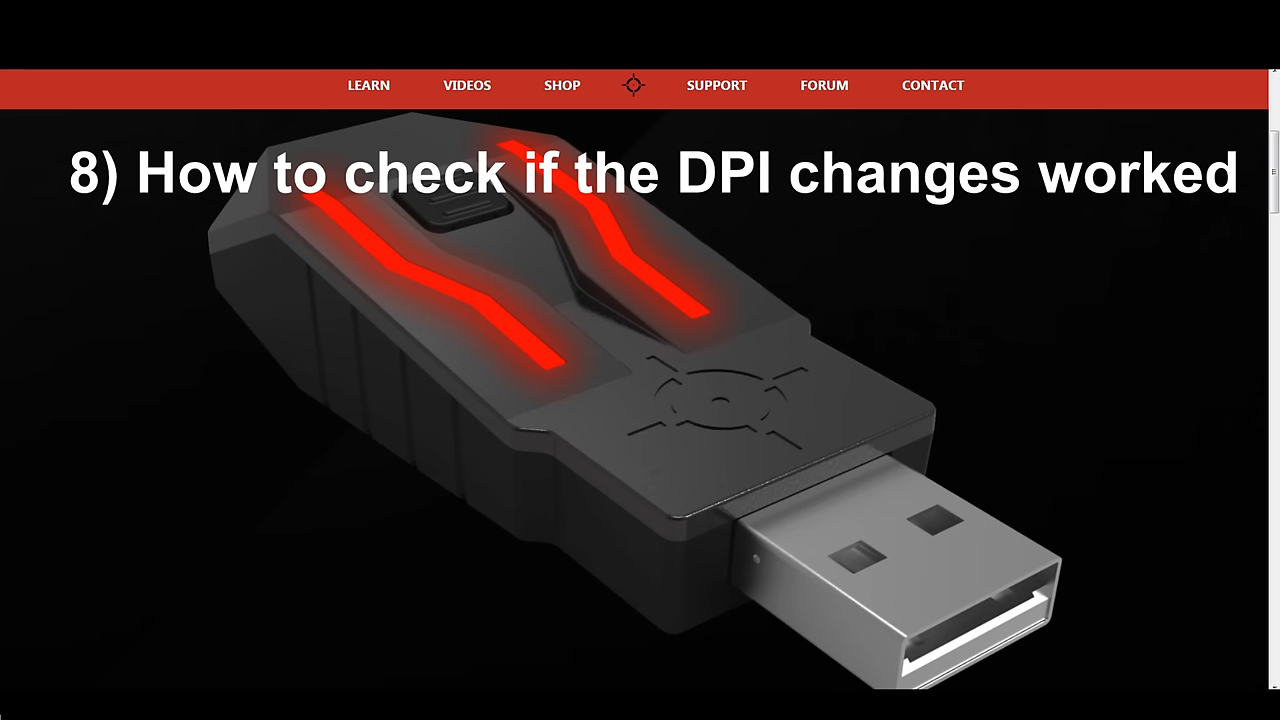 LEARN VIDEOS SHOP SUPPORT FORUM CONTACT
8) How to check if the DPI changes worked